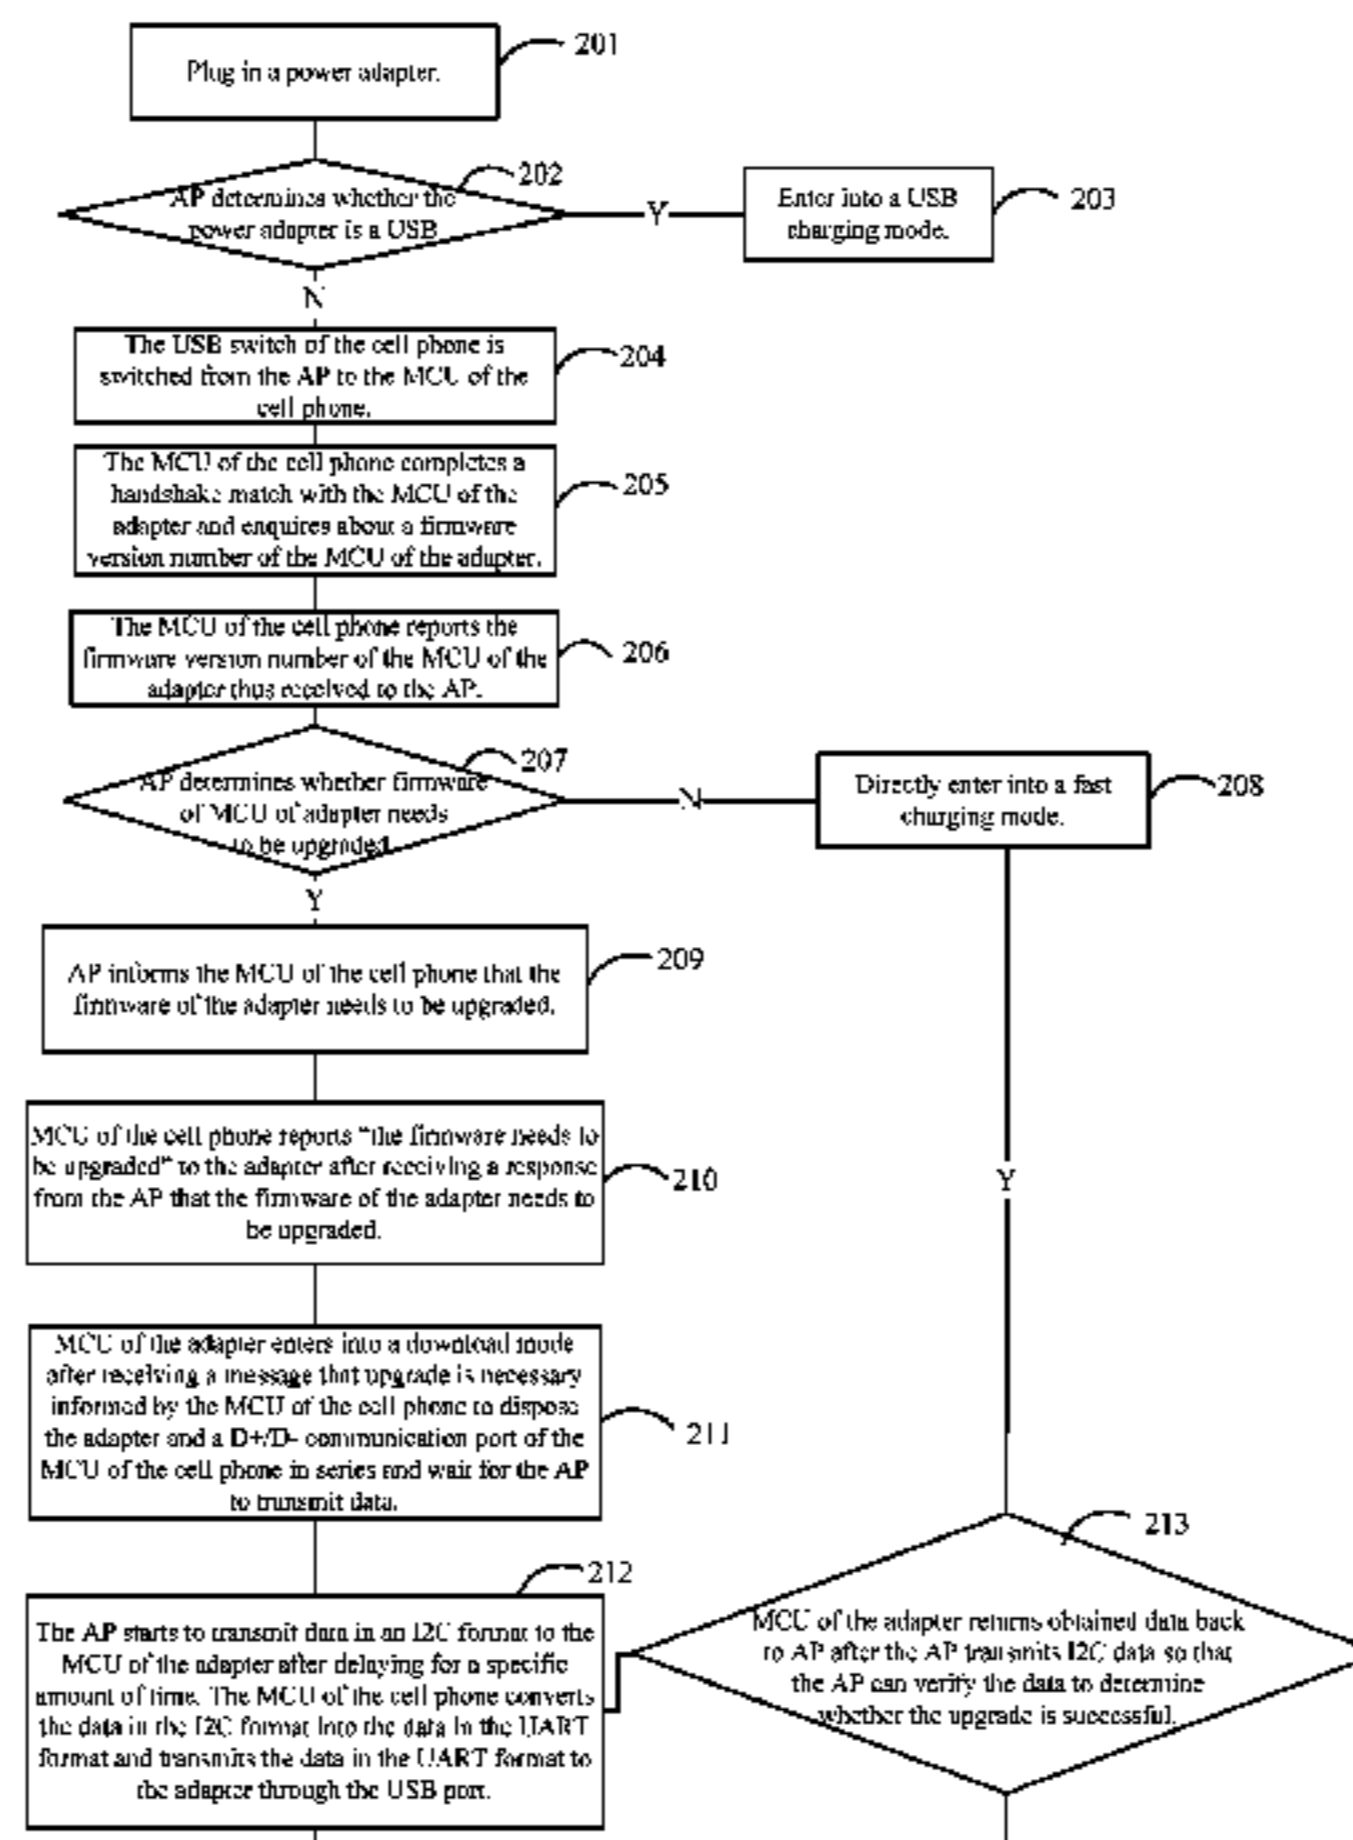 201
Plug in a power adapter.
202
AP determines whether the
power adapter is a USB
Y
Enter into a USB
charging mode.
203
N
The USB switch of the cell phone is
switched from the AP to the MCU of the
cell phone.
204
The MCU of the cell phone completes a
handshake match with the MCU of the
adapter and enquires about a firmware
version number of the MCU of the adapter.
205
The MCU of the cell phone reports the
firmware version number of the MCU of the
adapter thus received to the AP.
206
207
AP determines whether firmware
of MCU of adapter needs
to be upgraded
N
Directly enter into a fast
charging mode.
208
Y
AP informs the MCU of the cell phone that the
firmware of the adapter needs to be upgraded.
209
MCU of the cell phone reports "the firmware needs to
be upgraded" to the adapter after receiving a response
from the AP that the firmware of the adapter needs to
be upgraded.
210
Y
MCU of the adapter enters into a download mode
after receiving a message that upgrade is necessary
informed by the MCU of the cell phone to dispose
the adapter and a D+/D- communication port of the
MCU of the cell phone in series and wait for the AP
to transmit data.
211
212
The AP starts to transmit data in an I2C format to the
MCU of the adapter after delaying for a specific
amount of time. The MCU of the cell phone converts
the data in the I2C format into the data in the UART
format and transmits the data in the UART format to
the adapter through the USB port.
213
MCU of the adapter returns obtained data back
to AP after the AP transmits I2C data so that
the AP can verify the data to determine
whether the upgrade is successful.